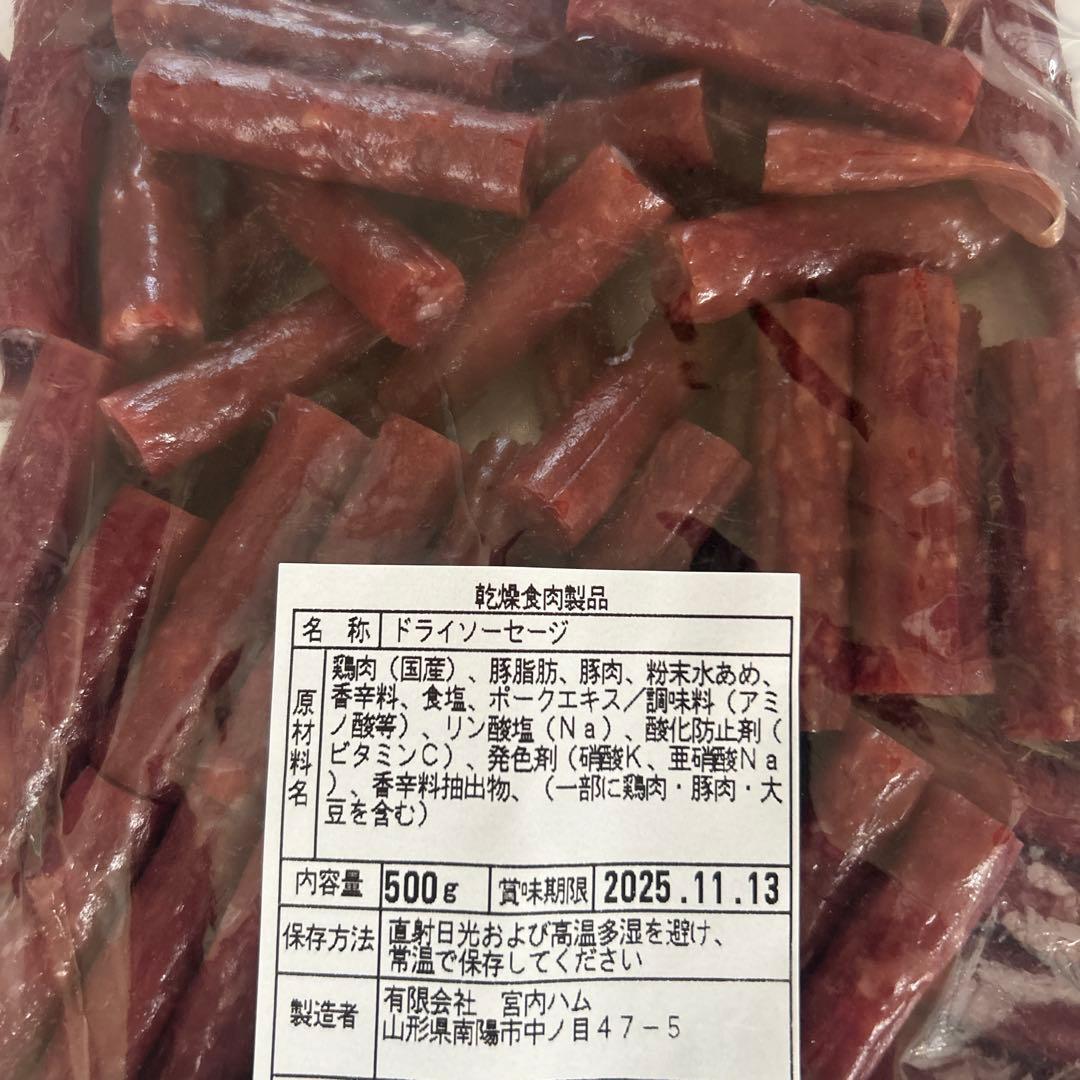 乾燥食肉製品
名 称 ドライソーセージ
原材料名
鶏肉（国産）、豚脂肪、豚肉、粉末水あめ、
香辛料、食塩、ポークエキス／調味料（アミ
ノ酸等）、リン酸塩（Ｎａ）、酸化防止剤（
ビタミンＣ）、発色剤（硝酸Ｋ、亜硝酸Ｎａ
）、香辛料抽出物、（一部に鶏肉・豚肉・大
豆を含む）
内容量 500g 賞味期限 2025.11.13
保存方法 直射日光および高温多湿を避け、
常温で保存してください
製造者 有限会社 宮内ハム
山形県南陽市中ノ目４７－５